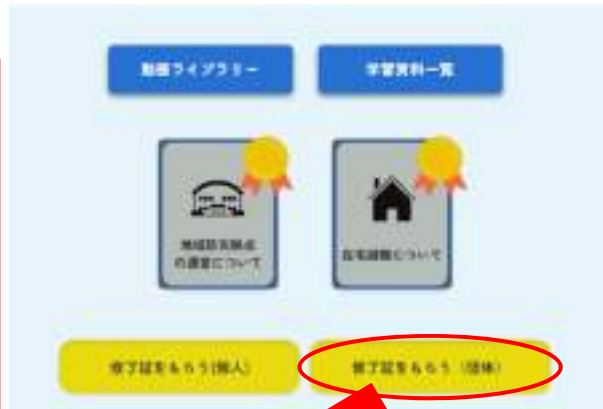 動画ライブラリー
学習資料一覧
地域防災拠点
の運営について
在宅避難について
修了証をもらう(個人)
修了証をもらう（団体）